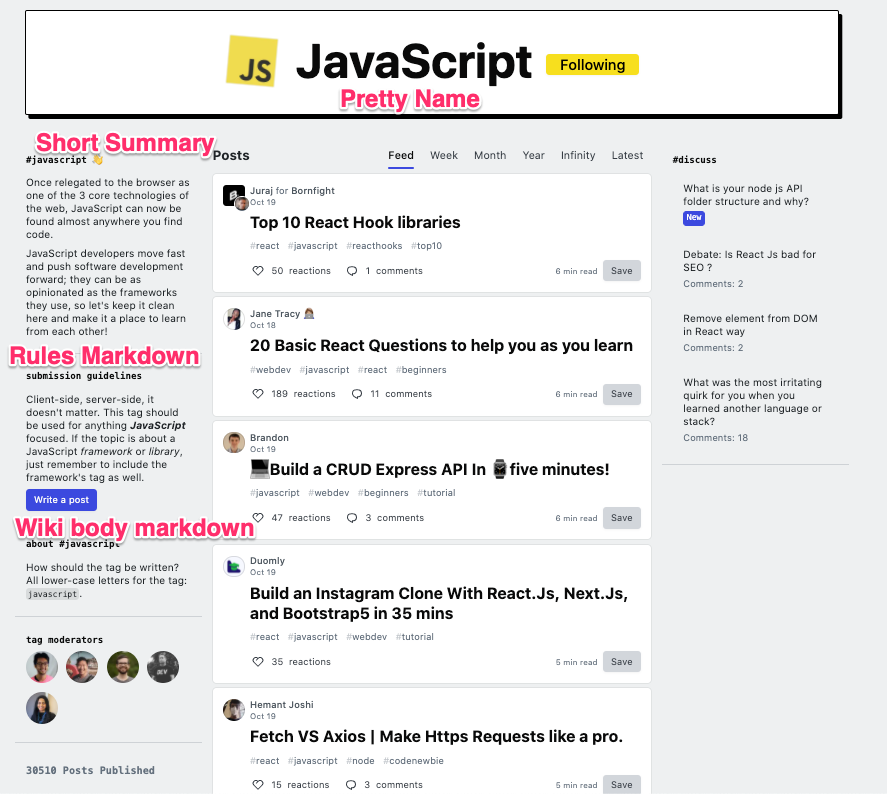 JS JavaScript Following
Pretty Name
Short Summary
#javascript 👋
Once relegated to the browser as
one of the 3 core technologies of
the web, JavaScript can now be
found almost anywhere you find
code.
JavaScript developers move fast
and push software development
forward; they can be as
opinionated as the frameworks
they use, so let's keep it clean
here and make it a place to learn
from each other!
Rules Markdown
submission guidelines
Client-side, server-side, it
doesn't matter. This tag should
be used for anything JavaScript
focused. If the topic is about a
JavaScript framework or library,
just remember to include the
framework's tag as well.
Write a post
Wiki body markdown
about #javascript
How should the tag be written?
All lower-case letters for the tag:
javascript.
tag moderators
DEV
30510 Posts Published
Posts
Feed Week Month Year Infinity Latest
Juraj for Bornfight
Oct 19
Top 10 React Hook libraries
#react #javascript #reacthooks #top10
50 reactions 1 comments 6 min read Save
Jane Tracy 👩🏽‍💻
Oct 18
20 Basic React Questions to help you as you learn
#webdev #javascript #react #beginners
189 reactions 11 comments 6 min read Save
Brandon
Oct 19
💻Build a CRUD Express API In ⌚five minutes!
#javascript #webdev #beginners #tutorial
47 reactions 3 comments 6 min read Save
Duomly
Oct 19
Build an Instagram Clone With React.Js, Next.Js,
and Bootstrap5 in 35 mins
#react #javascript #webdev #tutorial
35 reactions 5 min read Save
Hemant Joshi
Oct 19
Fetch VS Axios | Make Https Requests like a pro.
#react #javascript #node #codenewbie
15 reactions 3 comments 5 min read Save
#discuss
What is your node js API
folder structure and why?
New
Debate: Is React Js bad for
SEO ?
Comments: 2
Remove element from DOM
in React way
Comments: 2
What was the most irritating
quirk for you when you
learned another language or
stack?
Comments: 18